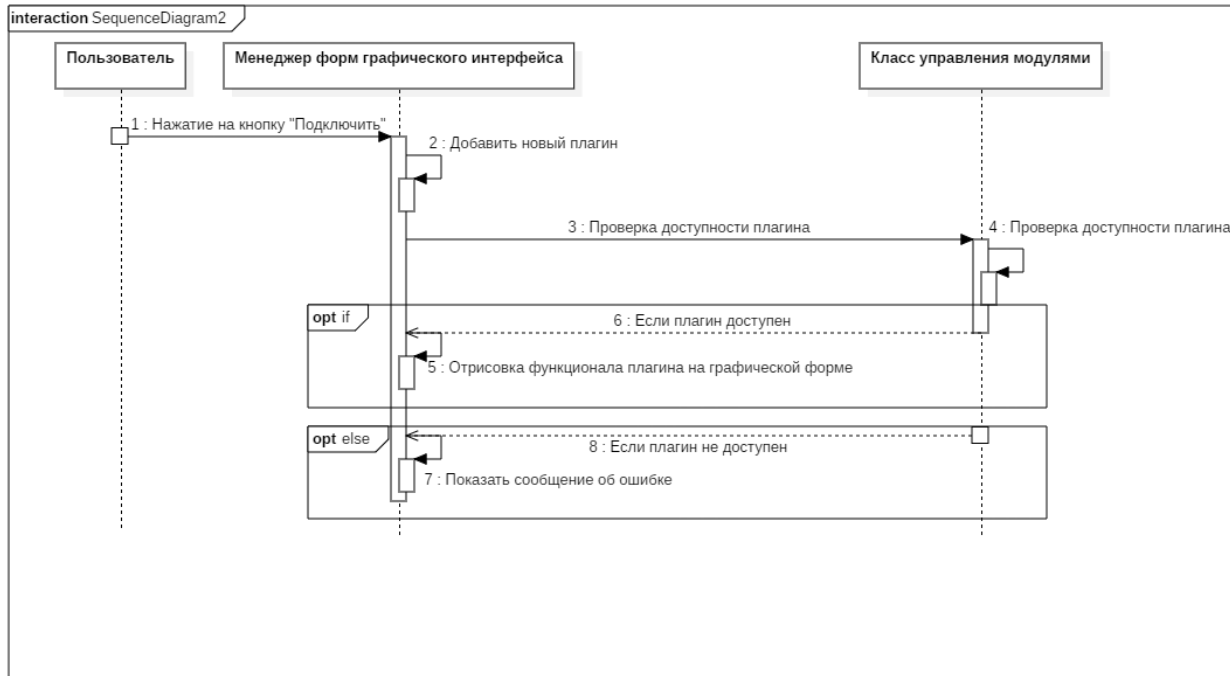 interaction SequenceDiagram2
Пользователь
Менеджер форм графического интерфейса
Класс управления модулями
1 : Нажатие на кнопку "Подключить"
2 : Добавить новый плагин
3 : Проверка доступности плагина
4 : Проверка доступности плагина
opt if
6 : Если плагин доступен
5 : Отрисовка функционала плагина на графической форме
opt else
8 : Если плагин не доступен
7 : Показать сообщение об ошибке